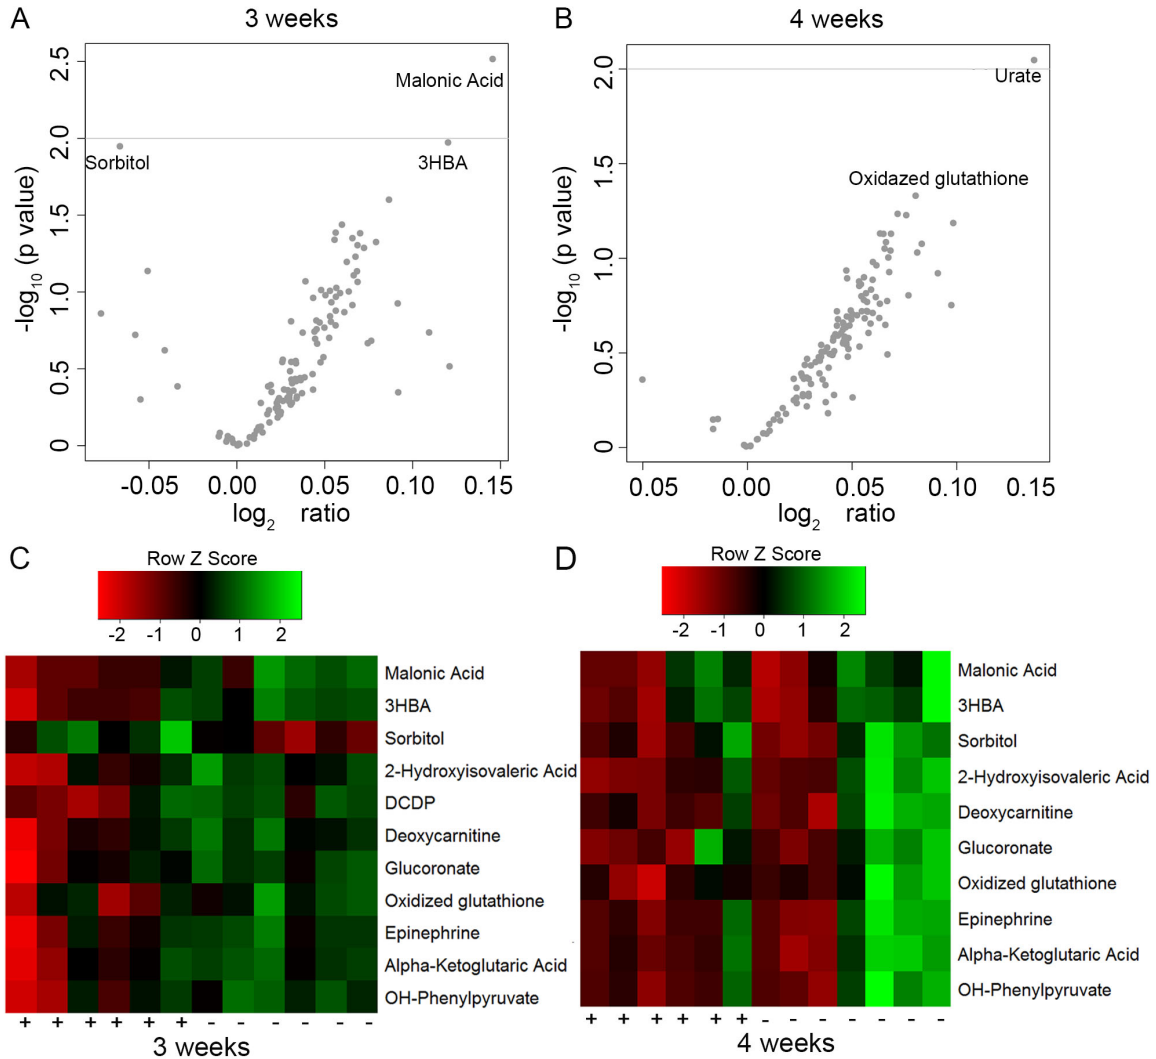 A
3 weeks
2.5
2.0
1.5
1.0
0.5
0
-log10 (p value)
Malonic Acid
Sorbitol
3HBA
-0.05
0.00
0.05
0.10
0.15
log2 ratio
B
4 weeks
2.0
1.5
1.0
0.5
0
-log10 (p value)
Urate
Oxidazed glutathione
0.05
0.00
0.05
0.10
0.15
log2 ratio
C
Row Z Score
-2 -1 0 1 2
Malonic Acid
3HBA
Sorbitol
2-Hydroxyisovaleric Acid
DCDP
Deoxycarnitine
Glucoronate
Oxidized glutathione
Epinephrine
Alpha-Ketoglutaric Acid
OH-Phenylpyruvate
+ + + + + + - - - - - -
3 weeks
D
Row Z Score
-2 -1 0 1 2
Malonic Acid
3HBA
Sorbitol
2-Hydroxyisovaleric Acid
Deoxycarnitine
Glucoronate
Oxidized glutathione
Epinephrine
Alpha-Ketoglutaric Acid
OH-Phenylpyruvate
+ + + + + + - - - - - - -
4 weeks